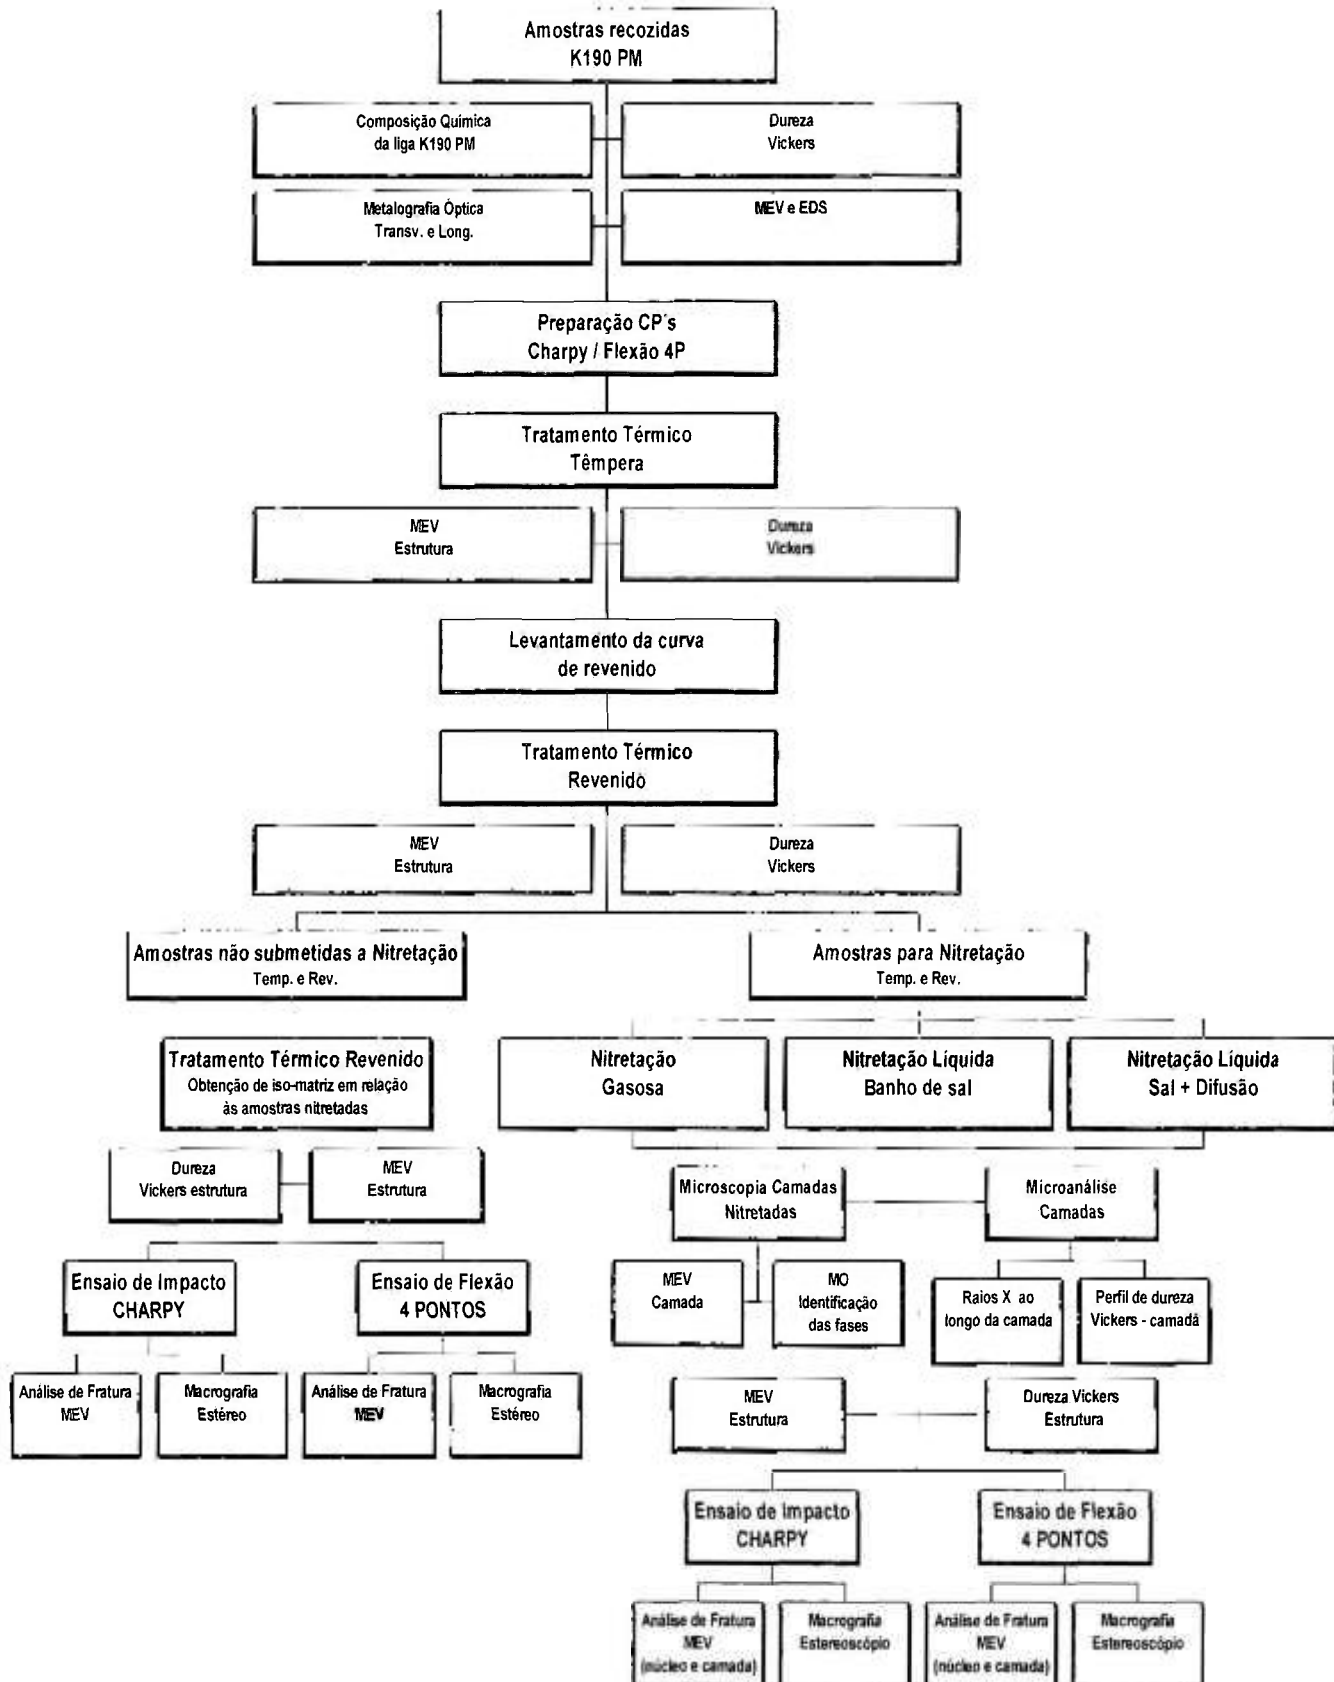 Amostras recozidas
K190 PM
Composição Química
da liga K190 PM
Dureza
Vickers
Metalografia Óptica
Transv. e Long.
MEV e EDS
Preparação CP´s
Charpy / Flexão 4P
Tratamento Térmico
Têmpera
MEV
Estrutura
Dureza
Vickers
Levantamento da curva
de revenido
Tratamento Térmico
Revenido
MEV
Estrutura
Dureza
Vickers
Amostras não submetidas a Nitretação
Temp. e Rev.
Amostras para Nitretação
Temp. e Rev.
Tratamento Térmico Revenido
Obtenção de iso-matriz em relação
às amostras nitretadas
Nitretação
Gasosa
Nitretação Líquida
Banho de sal
Nitretação Líquida
Sal + Difusão
Dureza
Vickers estrutura
MEV
Estrutura
Microscopia Camadas
Nitretadas
Microanálise
Camadas
Ensaio de Impacto
CHARPY
Ensaio de Flexão
4 PONTOS
MEV
Camada
MO
Identificação
das fases
Raios X ao
longo da camada
Perfil de dureza
Vickers - camada
Análise de Fratura
MEV
Macrografia
Estéreo
Análise de Fratura
MEV
Macrografia
Estéreo
MEV
Estrutura
Dureza Vickers
Estrutura
Ensaio de Impacto
CHARPY
Ensaio de Flexão
4 PONTOS
Análise de Fratura
MEV
(núcleo e camada)
Macrografia
Estereoscópio
Análise de Fratura
MEV
(núcleo e camada)
Macrografia
Estereoscópio